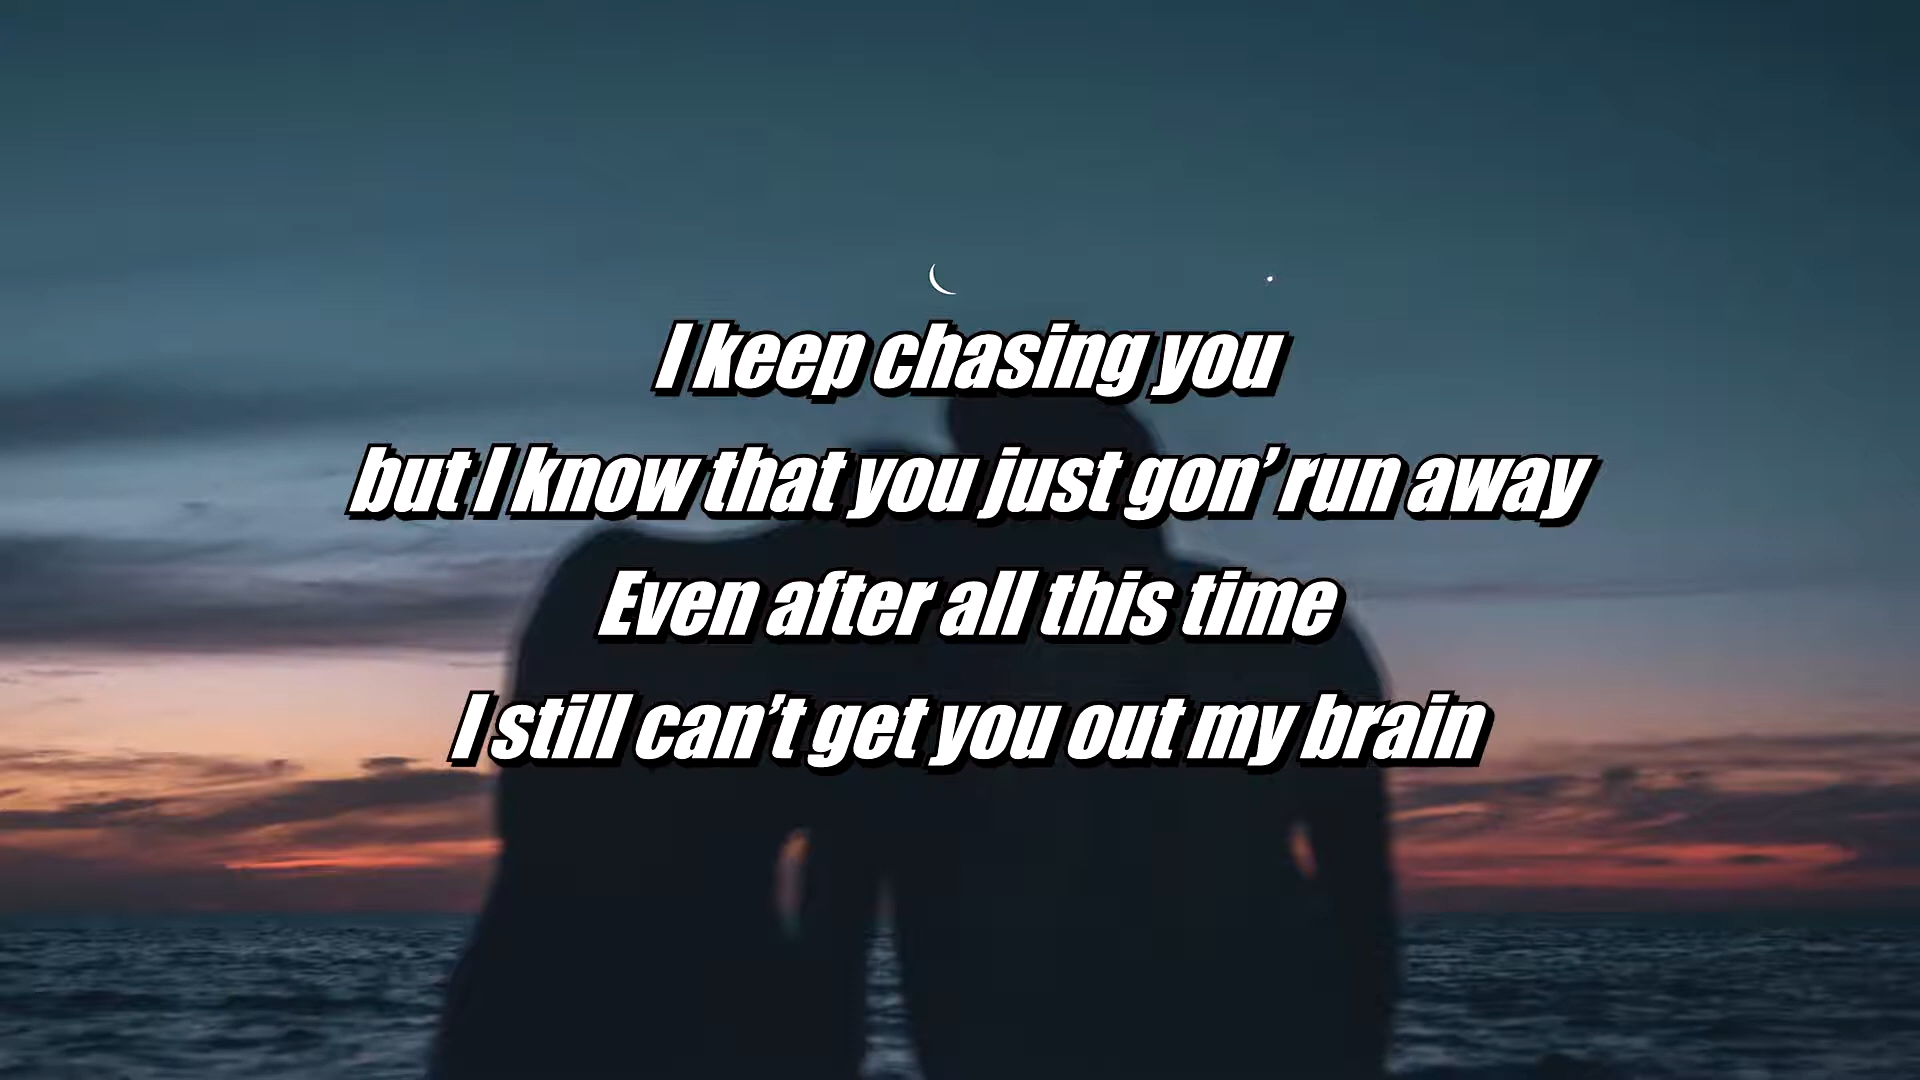 I keep chasing you
but I know that you just gon’ run away
Even after all this time
I still can’t get you out my brain